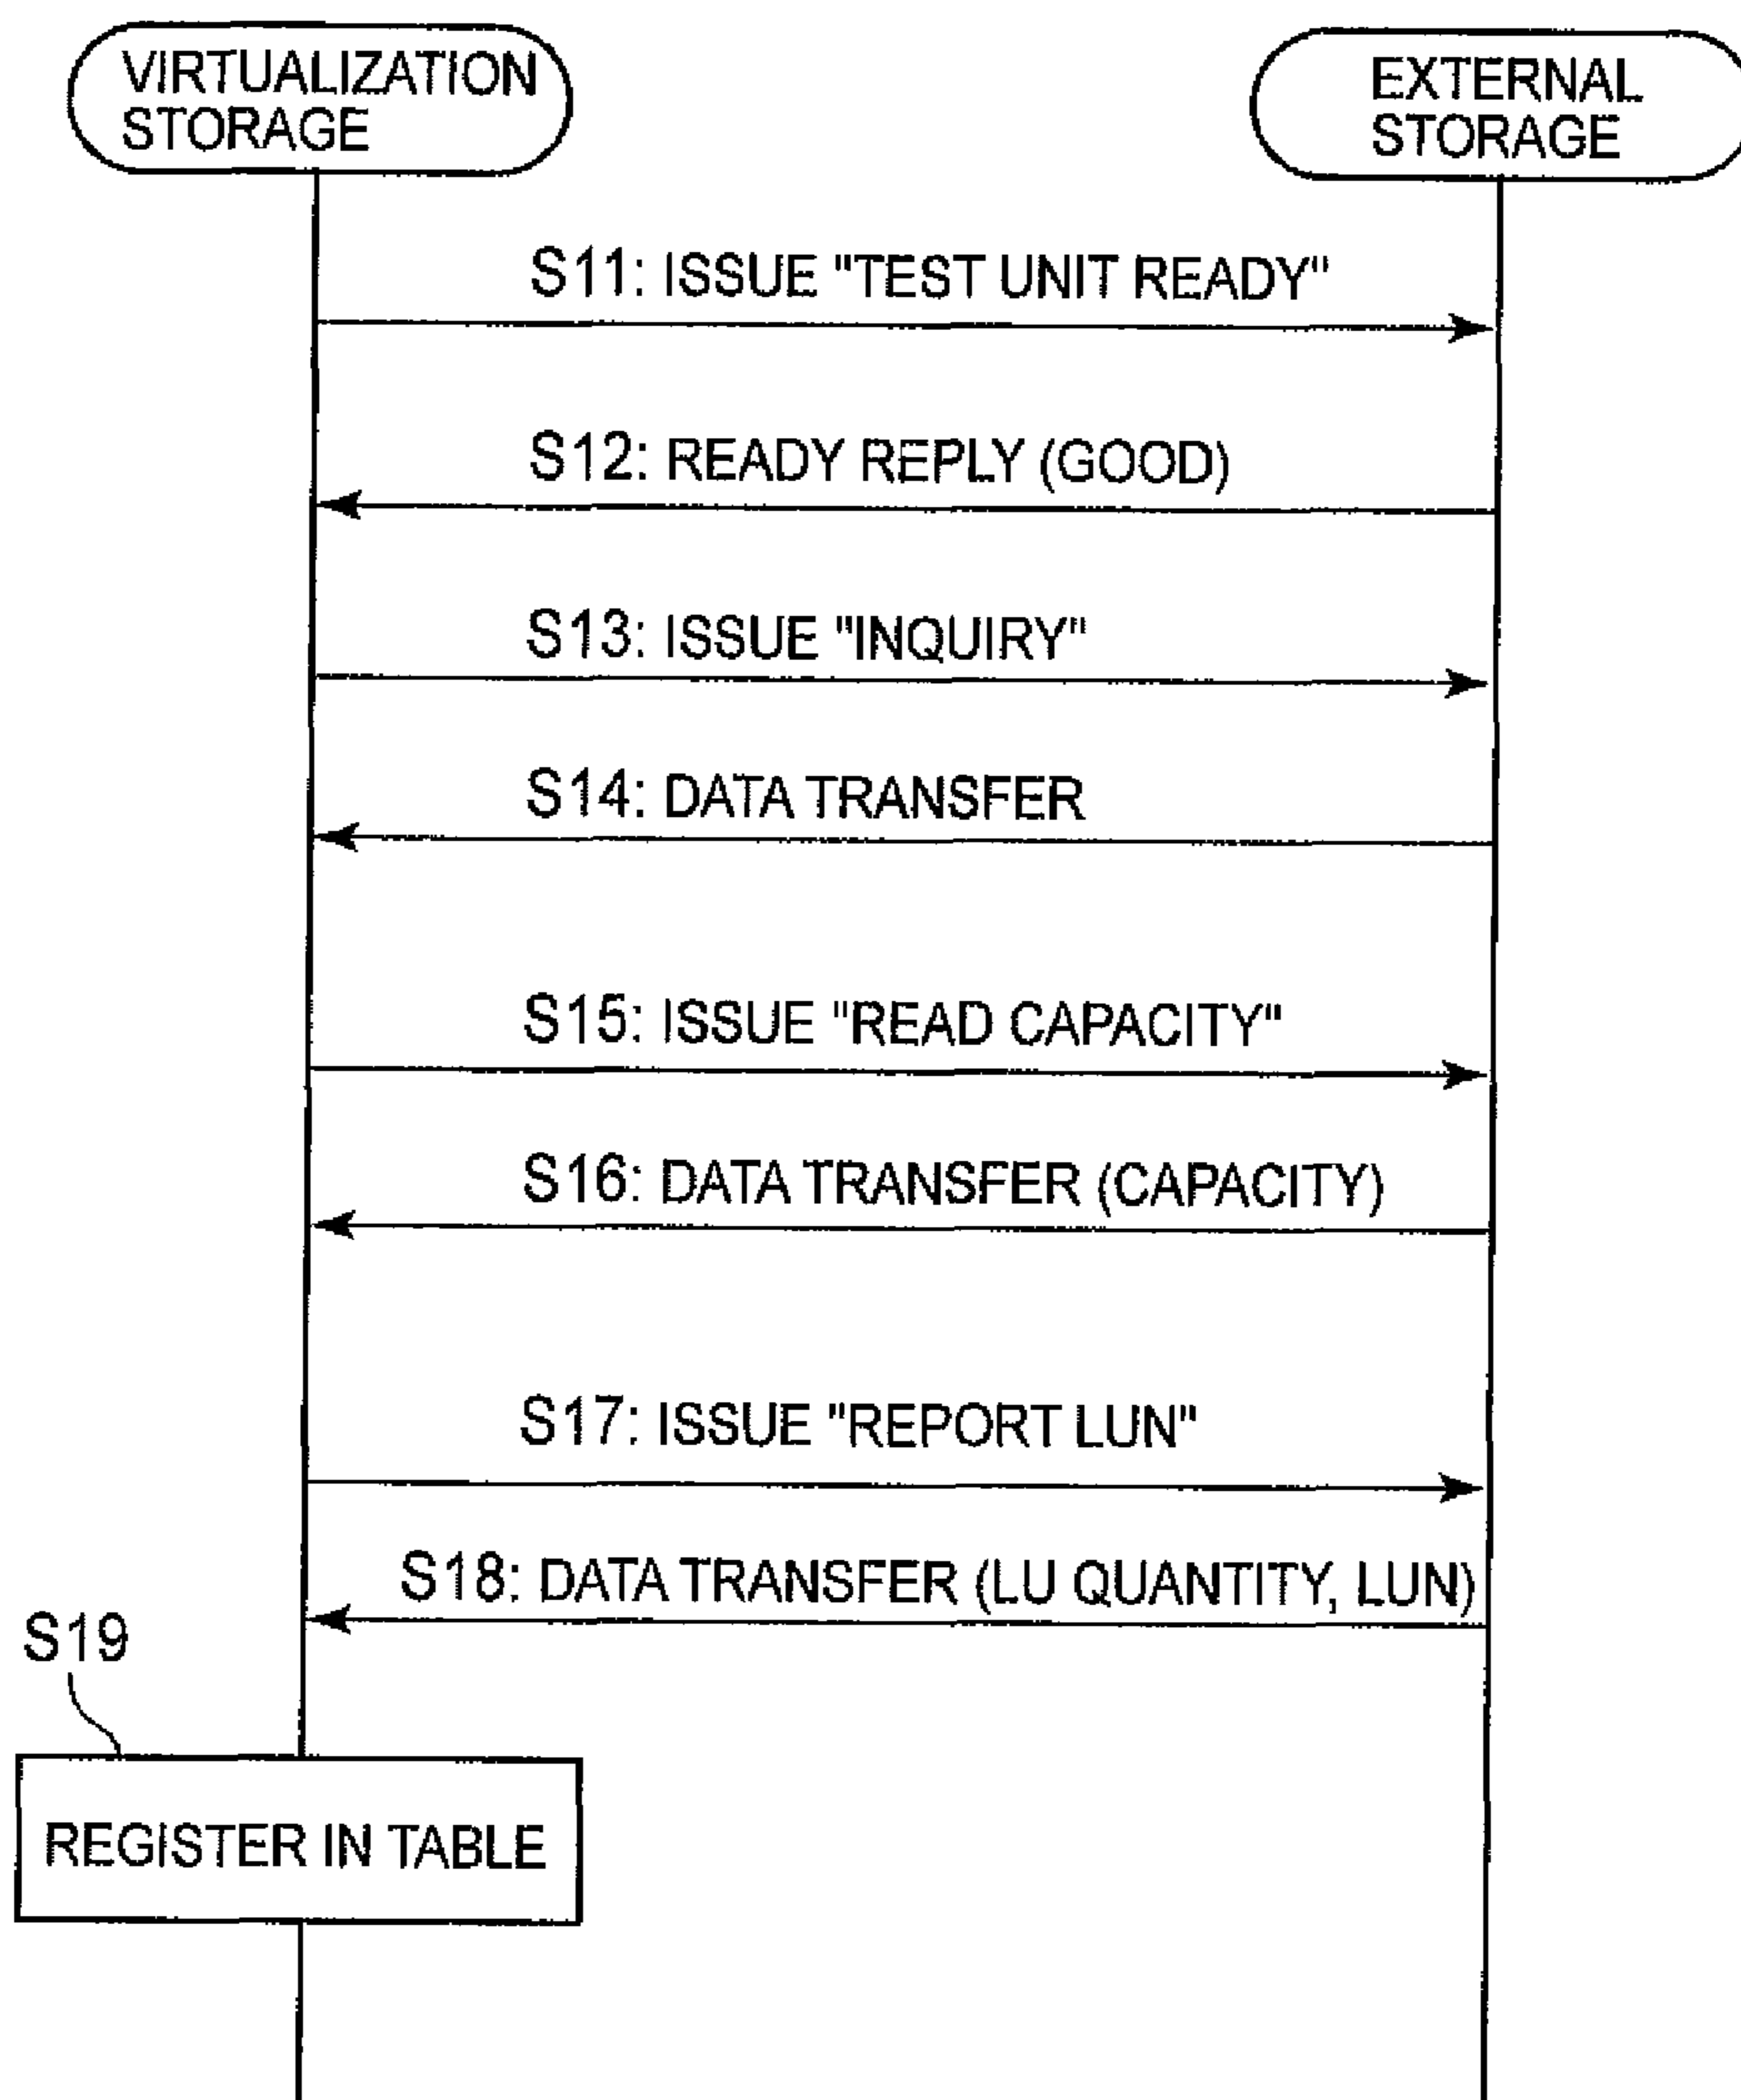 VIRTUALIZATION
STORAGE
EXTERNAL
STORAGE
S11: ISSUE "TEST UNIT READY"
S12: READY REPLY (GOOD)
S13: ISSUE "INQUIRY"
S14: DATA TRANSFER
S15: ISSUE "READ CAPACITY"
S16: DATA TRANSFER (CAPACITY)
S17: ISSUE "REPORT LUN"
S18: DATA TRANSFER (LU QUANTITY, LUN)
S19
REGISTER IN TABLE